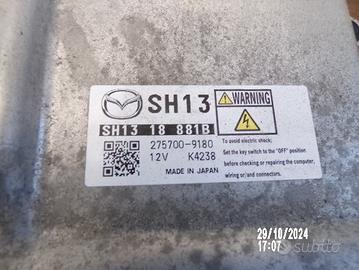 SH13
WARNING
SH13 18 881B
275700-9180
12V K4238
MADE IN JAPAN
To avoid electric shock;
Set the key switch to the "OFF" position
before checking or repairing the computer,
wiring or/and connectors.
29/10/2024
17:07
subito